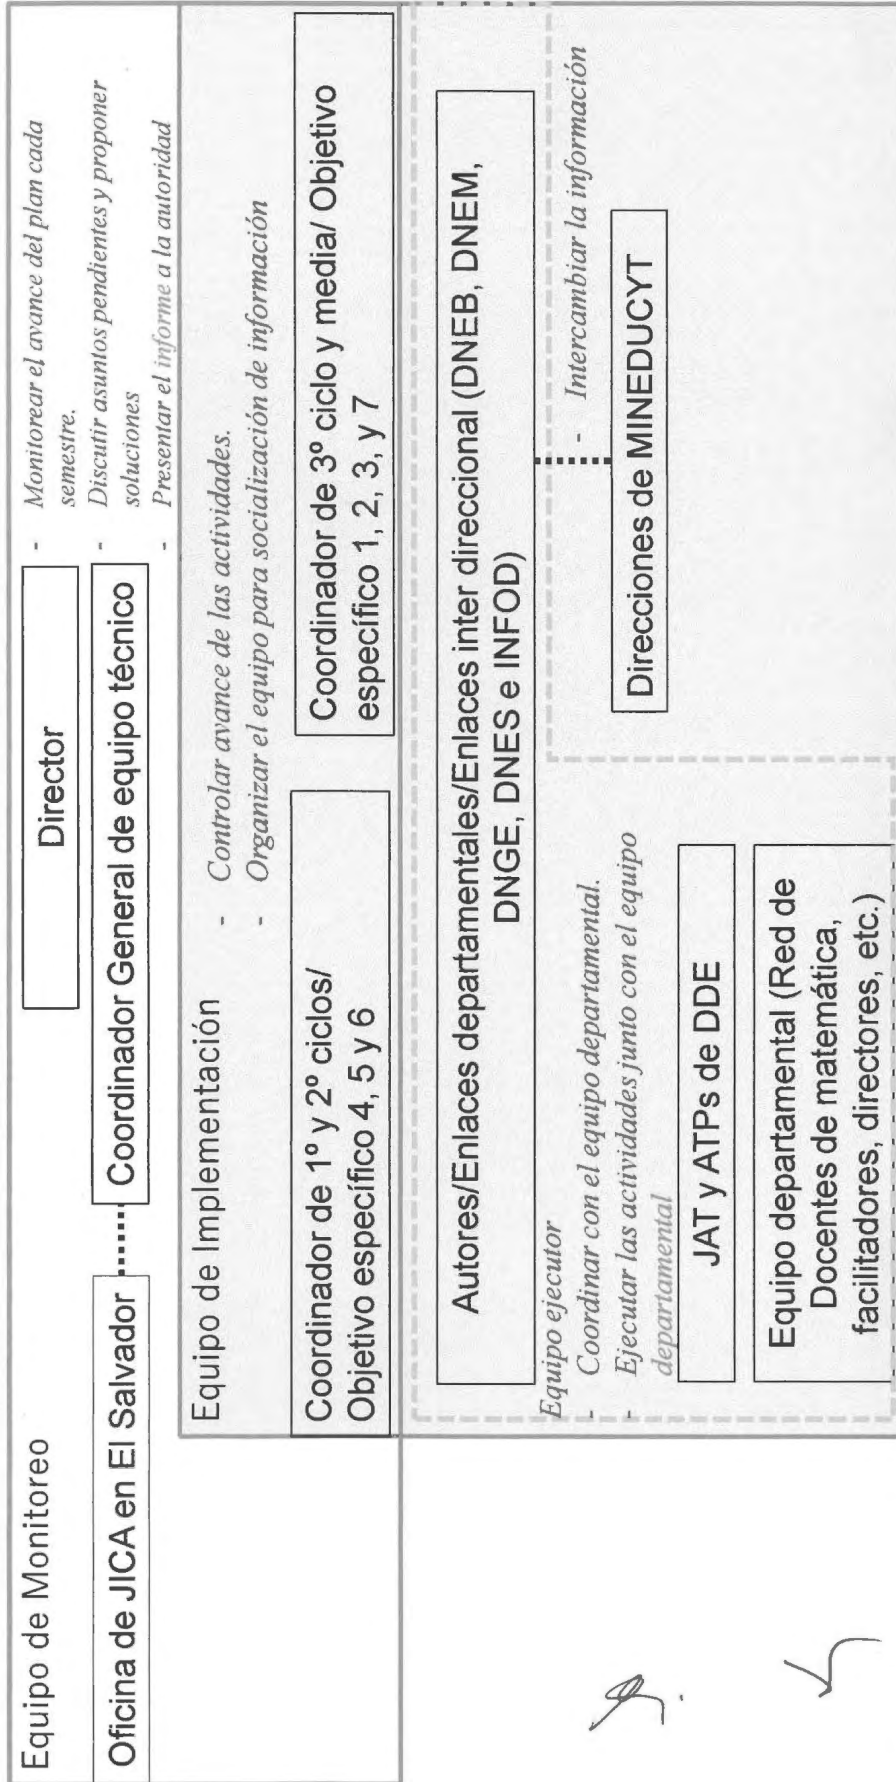 Equipo de Monitoreo
Director
Oficina de JICA en El Salvador
Coordinador General de equipo técnico
- Monitorear el avance del plan cada
semestre.
- Discutir asuntos pendientes y proponer
soluciones
- Presentar el informe a la autoridad
Equipo de Implementación
- Controlar avance de las actividades.
- Organizar el equipo para socialización de información
Coordinador de 1º y 2º ciclos/
Objetivo específico 4, 5 y 6
Coordinador de 3º ciclo y media/ Objetivo
específico 1, 2, 3, y 7
Autores/Enlaces departamentales/Enlaces inter direccional (DNEB, DNEM,
DNGE, DNES e INFOD)
Equipo ejecutor
- Coordinar con el equipo departamental.
- Ejecutar las actividades junto con el equipo
departamental
- Intercambiar la información
Direcciones de MINEDUCYT
JAT y ATPs de DDE
Equipo departamental (Red de
Docentes de matemática,
facilitadores, directores, etc.)